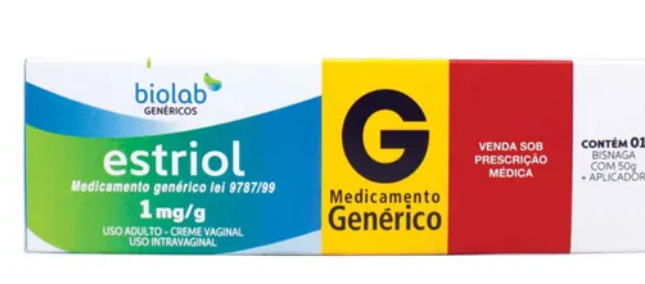 biolab
GENÉRICOS
estriol
Medicamento genérico lei 9787/99
1 mg/g
USO ADULTO - CREME VAGINAL
USO INTRAVAGINAL
G
Medicamento
Genérico
VENDA SOB
PRESCRIÇÃO
MÉDICA
CONTÉM 01
BISNAGA
COM 50g
+ APLICADOR